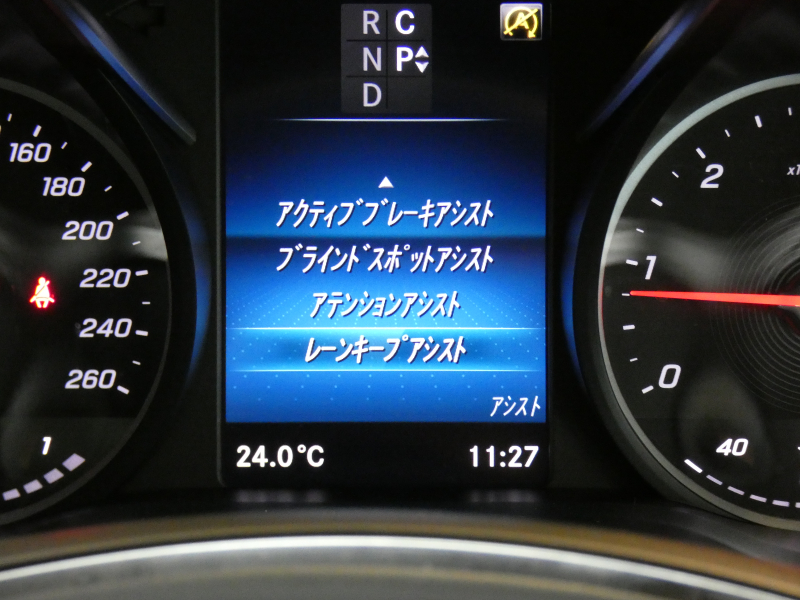 R C
N P
D
160
180
200
220
240
260
1
アクティブブレーキアシスト
ブラインドスポットアシスト
アテンションアシスト
レーンキープアシスト
アシスト
24.0°C 11:27
2
1
0
40